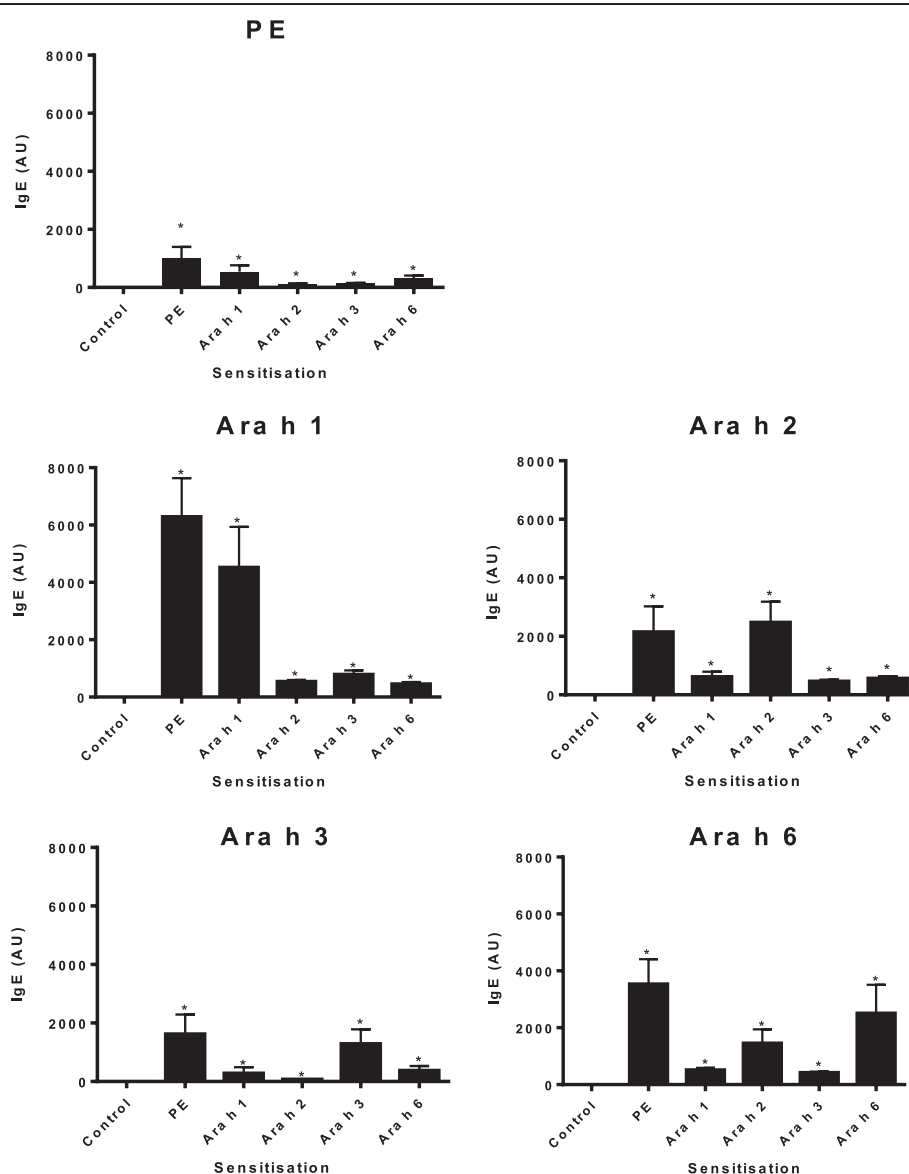 PE
8000
6000
4000
2000
0
IgE (AU)
*
*
*
*
*
Control
PE
Ara h 1
Ara h 2
Ara h 3
Ara h 6
Sensitisation
Ara h 1
8000
6000
4000
2000
0
IgE (AU)
*
*
*
*
*
Control
PE
Ara h 1
Ara h 2
Ara h 3
Ara h 6
Sensitisation
Ara h 2
8000
6000
4000
2000
0
IgE (AU)
*
*
*
*
*
Control
PE
Ara h 1
Ara h 2
Ara h 3
Ara h 6
Sensitisation
Ara h 3
8000
6000
4000
2000
0
IgE (AU)
*
*
*
*
*
Control
PE
Ara h 1
Ara h 2
Ara h 3
Ara h 6
Sensitisation
Ara h 6
8000
6000
4000
2000
0
IgE (AU)
*
*
*
*
*
Control
PE
Ara h 1
Ara h 2
Ara h 3
Ara h 6
Sensitisation